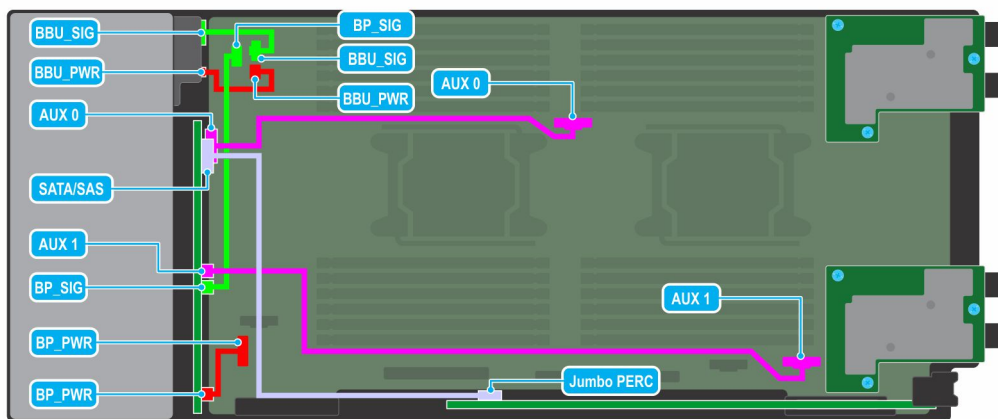 BBU_SIG
BP_SIG
BBU_SIG
BBU_PWR
BBU_PWR
AUX 0
AUX 0
SATA/SAS
AUX 1
BP_SIG
AUX 1
BP_PWR
Jumbo PERC
BP_PWR